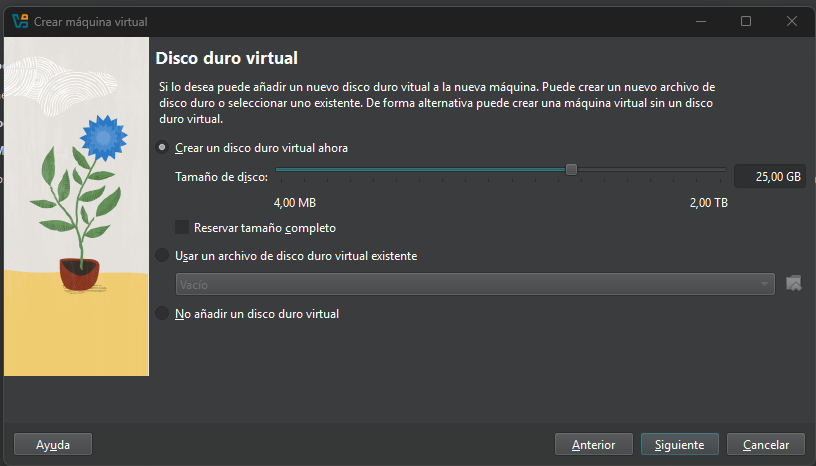 Crear máquina virtual
Disco duro virtual
Si lo desea puede añadir un nuevo disco duro vitual a la nueva máquina. Puede crear un nuevo archivo de
disco duro o seleccionar uno existente. De forma alternativa puede crear una máquina virtual sin un disco
duro virtual.
Crear un disco duro virtual ahora
Tamaño de disco:
25,00 GB
4,00 MB
2,00 TB
Reservar tamaño completo
Usar un archivo de disco duro virtual existente
Vacío
No añadir un disco duro virtual
Ayuda
Anterior
Siguiente
Cancelar